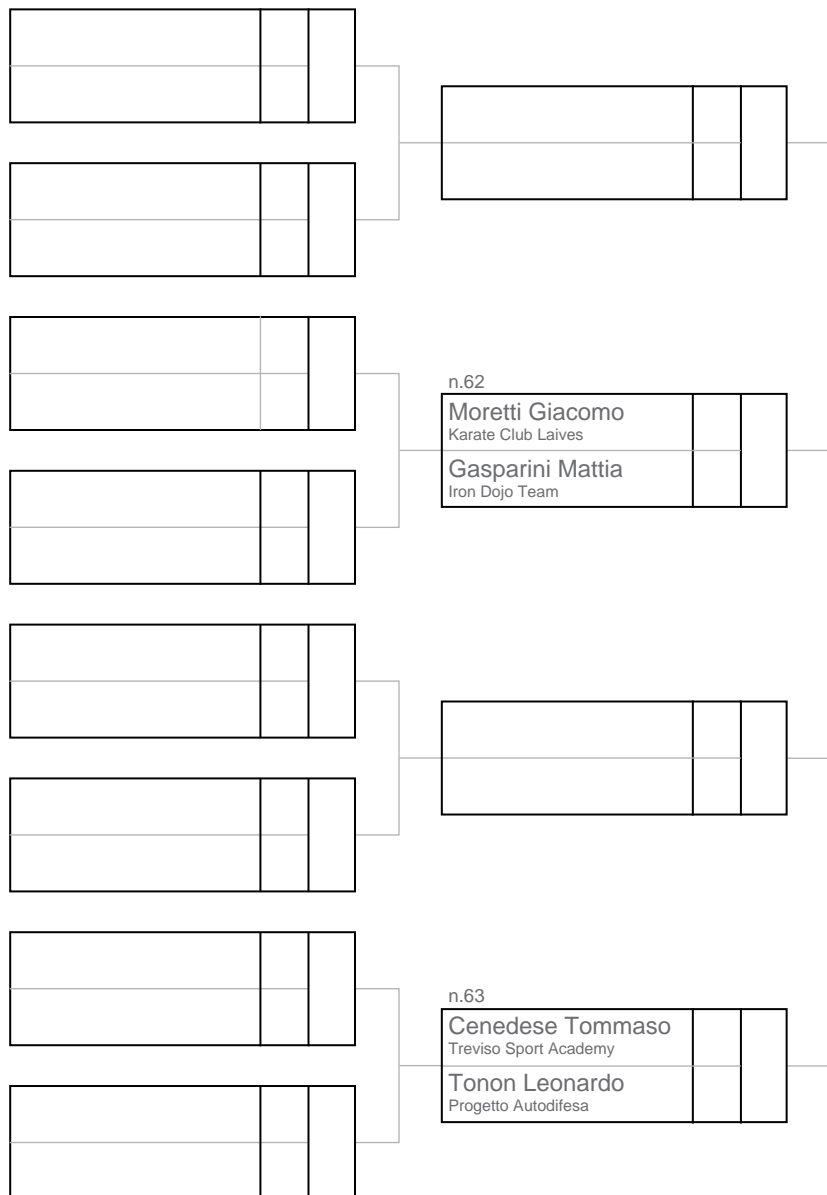 n.62
Moretti Giacomo
Karate Club Laives
Gasparini Mattia
Iron Dojo Team
n.63
Cenedese Tommaso
Treviso Sport Academy
Tonon Leonardo
Progetto Autodifesa